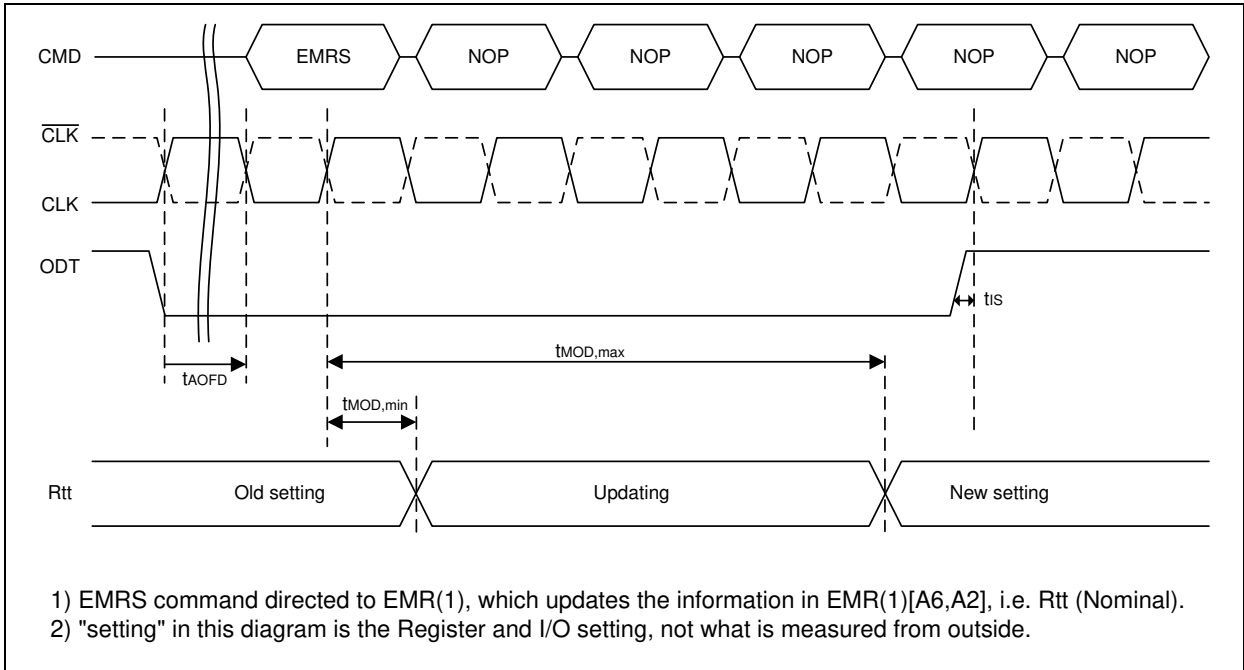 CMD EMRS NOP NOP NOP NOP NOP
CLK
CLK
ODT
tIS
tMOD,max
tAOFD
tMOD,min
Rtt Old setting Updating New setting
1) EMRS command directed to EMR(1), which updates the information in EMR(1)[A6,A2], i.e. Rtt (Nominal).
2) "setting" in this diagram is the Register and I/O setting, not what is measured from outside.